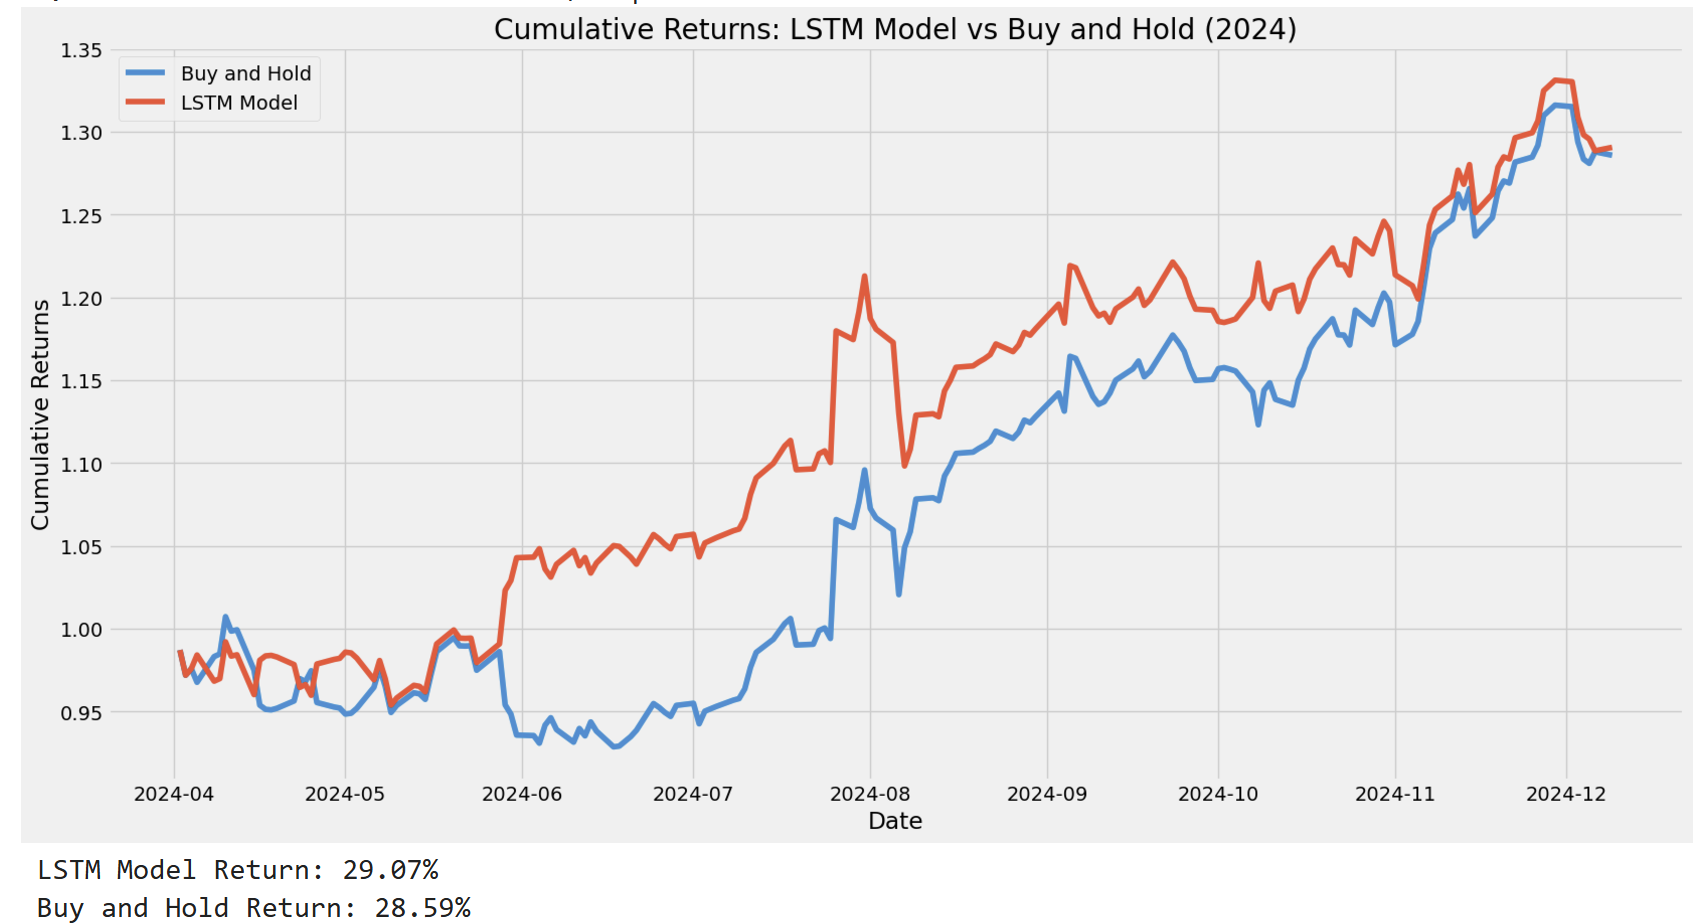 Cumulative Returns: LSTM Model vs Buy and Hold (2024)
1.35
Buy and Hold
LSTM Model
1.30
1.25
1.20
1.15
1.10
1.05
1.00
0.95
Cumulative Returns
2024-04 2024-05 2024-06 2024-07 2024-08 2024-09 2024-10 2024-11 2024-12
Date
LSTM Model Return: 29.07%
Buy and Hold Return: 28.59%